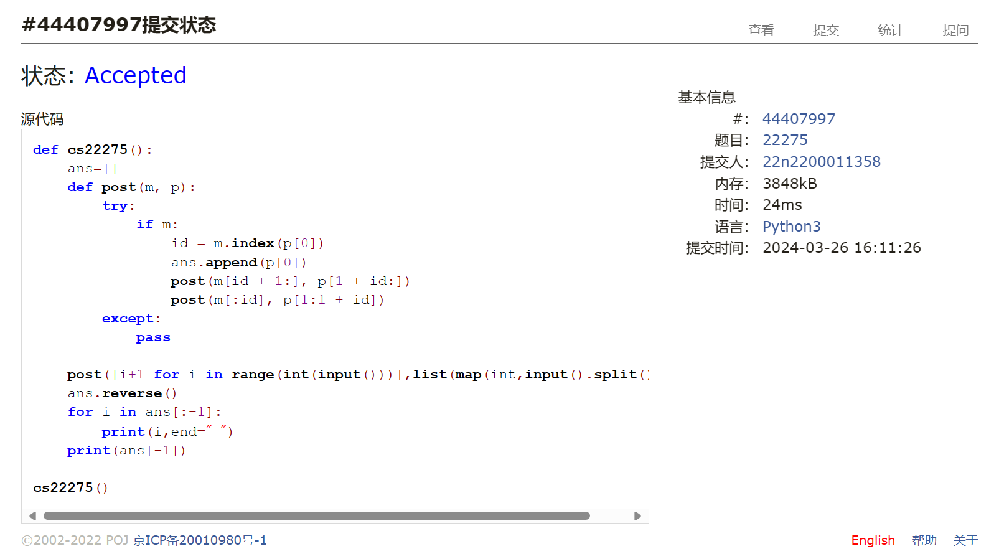 #44407997提交状态
查看 提交 统计 提问
状态: Accepted
源代码
def cs22275():
    ans=[]
    def post(m, p):
        try:
            if m:
                id = m.index(p[0])
                ans.append(p[0])
                post(m[id + 1:], p[1 + id:])
                post(m[:id], p[1:1 + id])
        except:
            pass

    post([i+1 for i in range(int(input()))],list(map(int,input().split()
    ans.reverse()
    for i in ans[:-1]:
        print(i,end=" ")
    print(ans[-1])

cs22275()
基本信息
#: 44407997
题目: 22275
提交人: 22n2200011358
内存: 3848kB
时间: 24ms
语言: Python3
提交时间: 2024-03-26 16:11:26
©2002-2022 POJ 京ICP备20010980号-1
English 帮助 关于